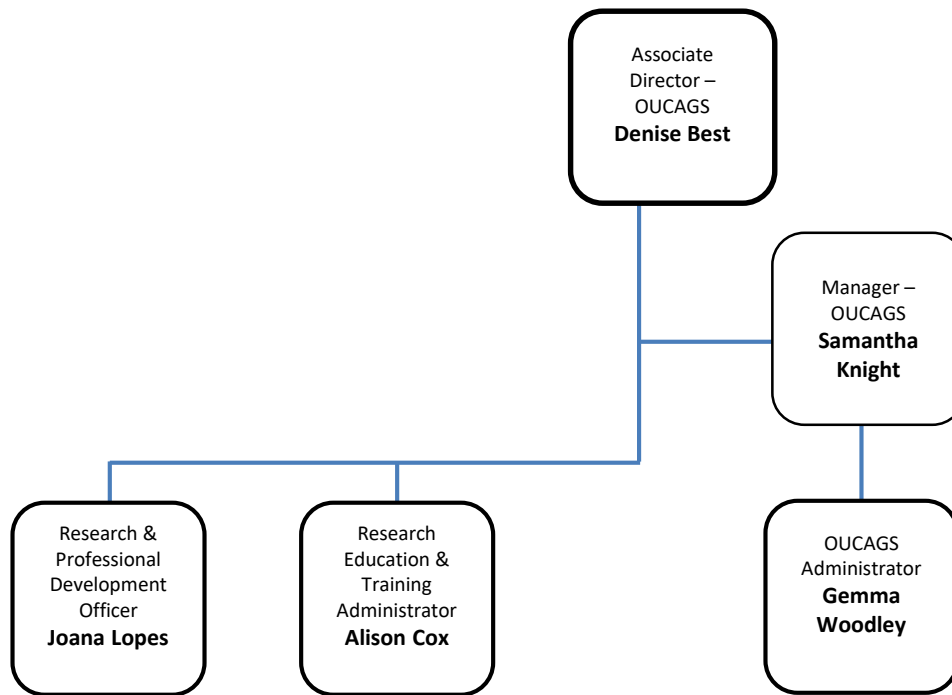 Associate
Director –
OUCAGS
Denise Best
Manager –
OUCAGS
Samantha
Knight
Research &
Professional
Development
Officer
Joana Lopes
Research
Education &
Training
Administrator
Alison Cox
OUCAGS
Administrator
Gemma
Woodley